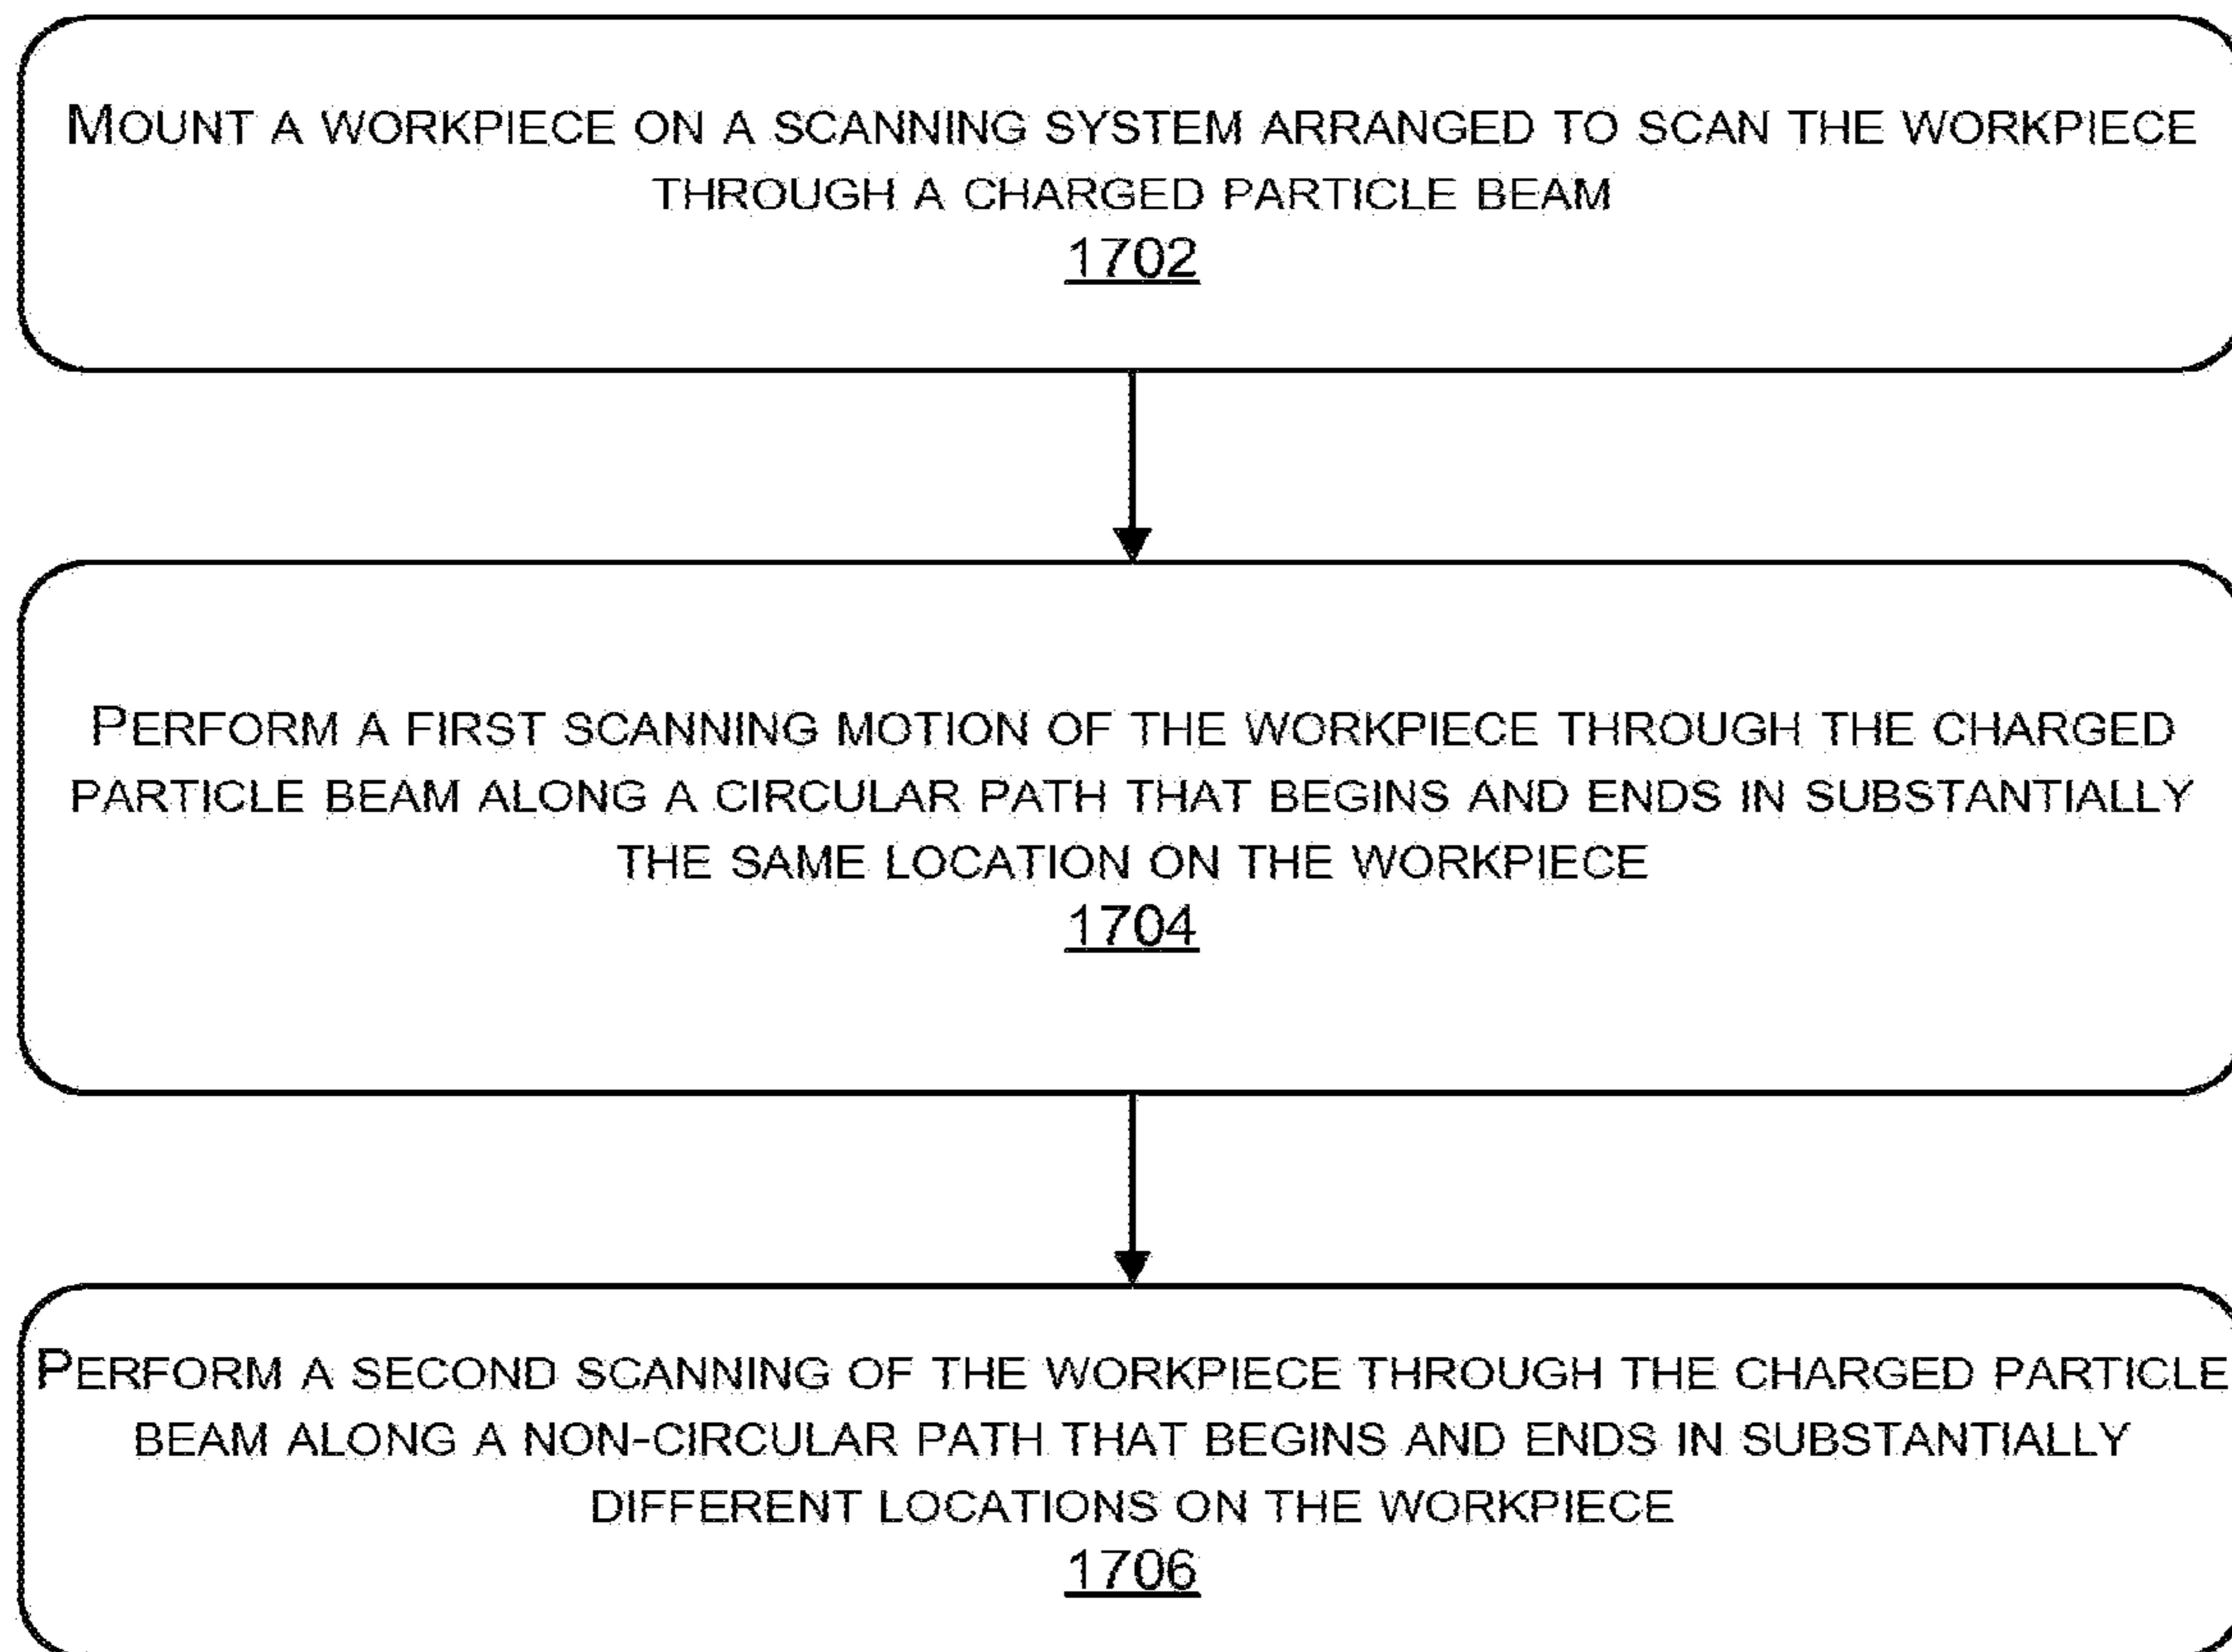 MOUNT A WORKPIECE ON A SCANNING SYSTEM ARRANGED TO SCAN THE WORKPIECE
THROUGH A CHARGED PARTICLE BEAM
1702
PERFORM A FIRST SCANNING MOTION OF THE WORKPIECE THROUGH THE CHARGED
PARTICLE BEAM ALONG A CIRCULAR PATH THAT BEGINS AND ENDS IN SUBSTANTIALLY
THE SAME LOCATION ON THE WORKPIECE
1704
PERFORM A SECOND SCANNING OF THE WORKPIECE THROUGH THE CHARGED PARTICLE
BEAM ALONG A NON-CIRCULAR PATH THAT BEGINS AND ENDS IN SUBSTANTIALLY
DIFFERENT LOCATIONS ON THE WORKPIECE
1706